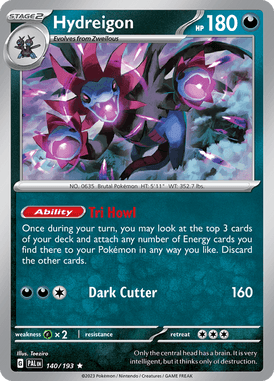 STAGE2 Hydreigon HP 180
Evolves from Zweilous
NO. 0635 Brutal Pokémon HT: 5'11" WT: 352.7 lbs.
Ability Tri Howl
Once during your turn, you may look at the top 3 cards
of your deck and attach any number of Energy cards you
find there to your Pokémon in any way you like. Discard
the other cards.
Dark Cutter 160
weakness x2 resistance retreat
Illus. Teeziro
G PAL EN 140/193 ★
Only the central head has a brain. It is very
intelligent, but it thinks only of destruction.
©2023 Pokémon / Nintendo / Creatures / GAME FREAK